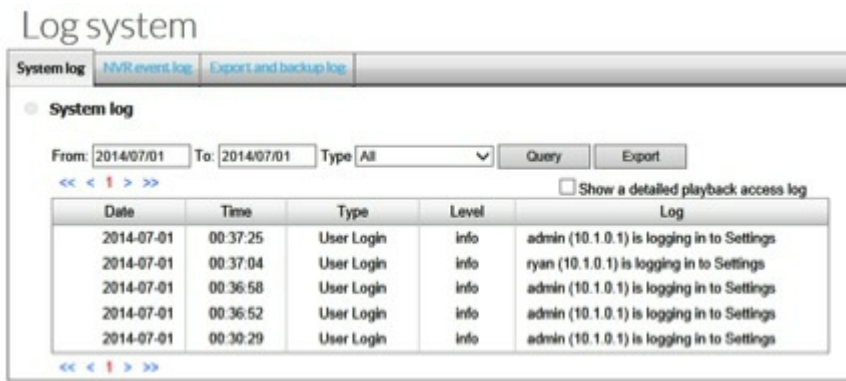 Log system
System log NVR event log Export and backup log
System log
From: 2014/07/01 To: 2014/07/01 Type All Query Export
<< < 1 > >>
Show a detailed playback access log
Date Time Type Level Log
2014-07-01 00:37:25 User Login info admin (10.1.0.1) is logging in to Settings
2014-07-01 00:37:04 User Login info ryan (10.1.0.1) is logging in to Settings
2014-07-01 00:36:58 User Login info admin (10.1.0.1) is logging in to Settings
2014-07-01 00:36:52 User Login info admin (10.1.0.1) is logging in to Settings
2014-07-01 00:30:29 User Login info admin (10.1.0.1) is logging in to Settings
<< < 1 > >>